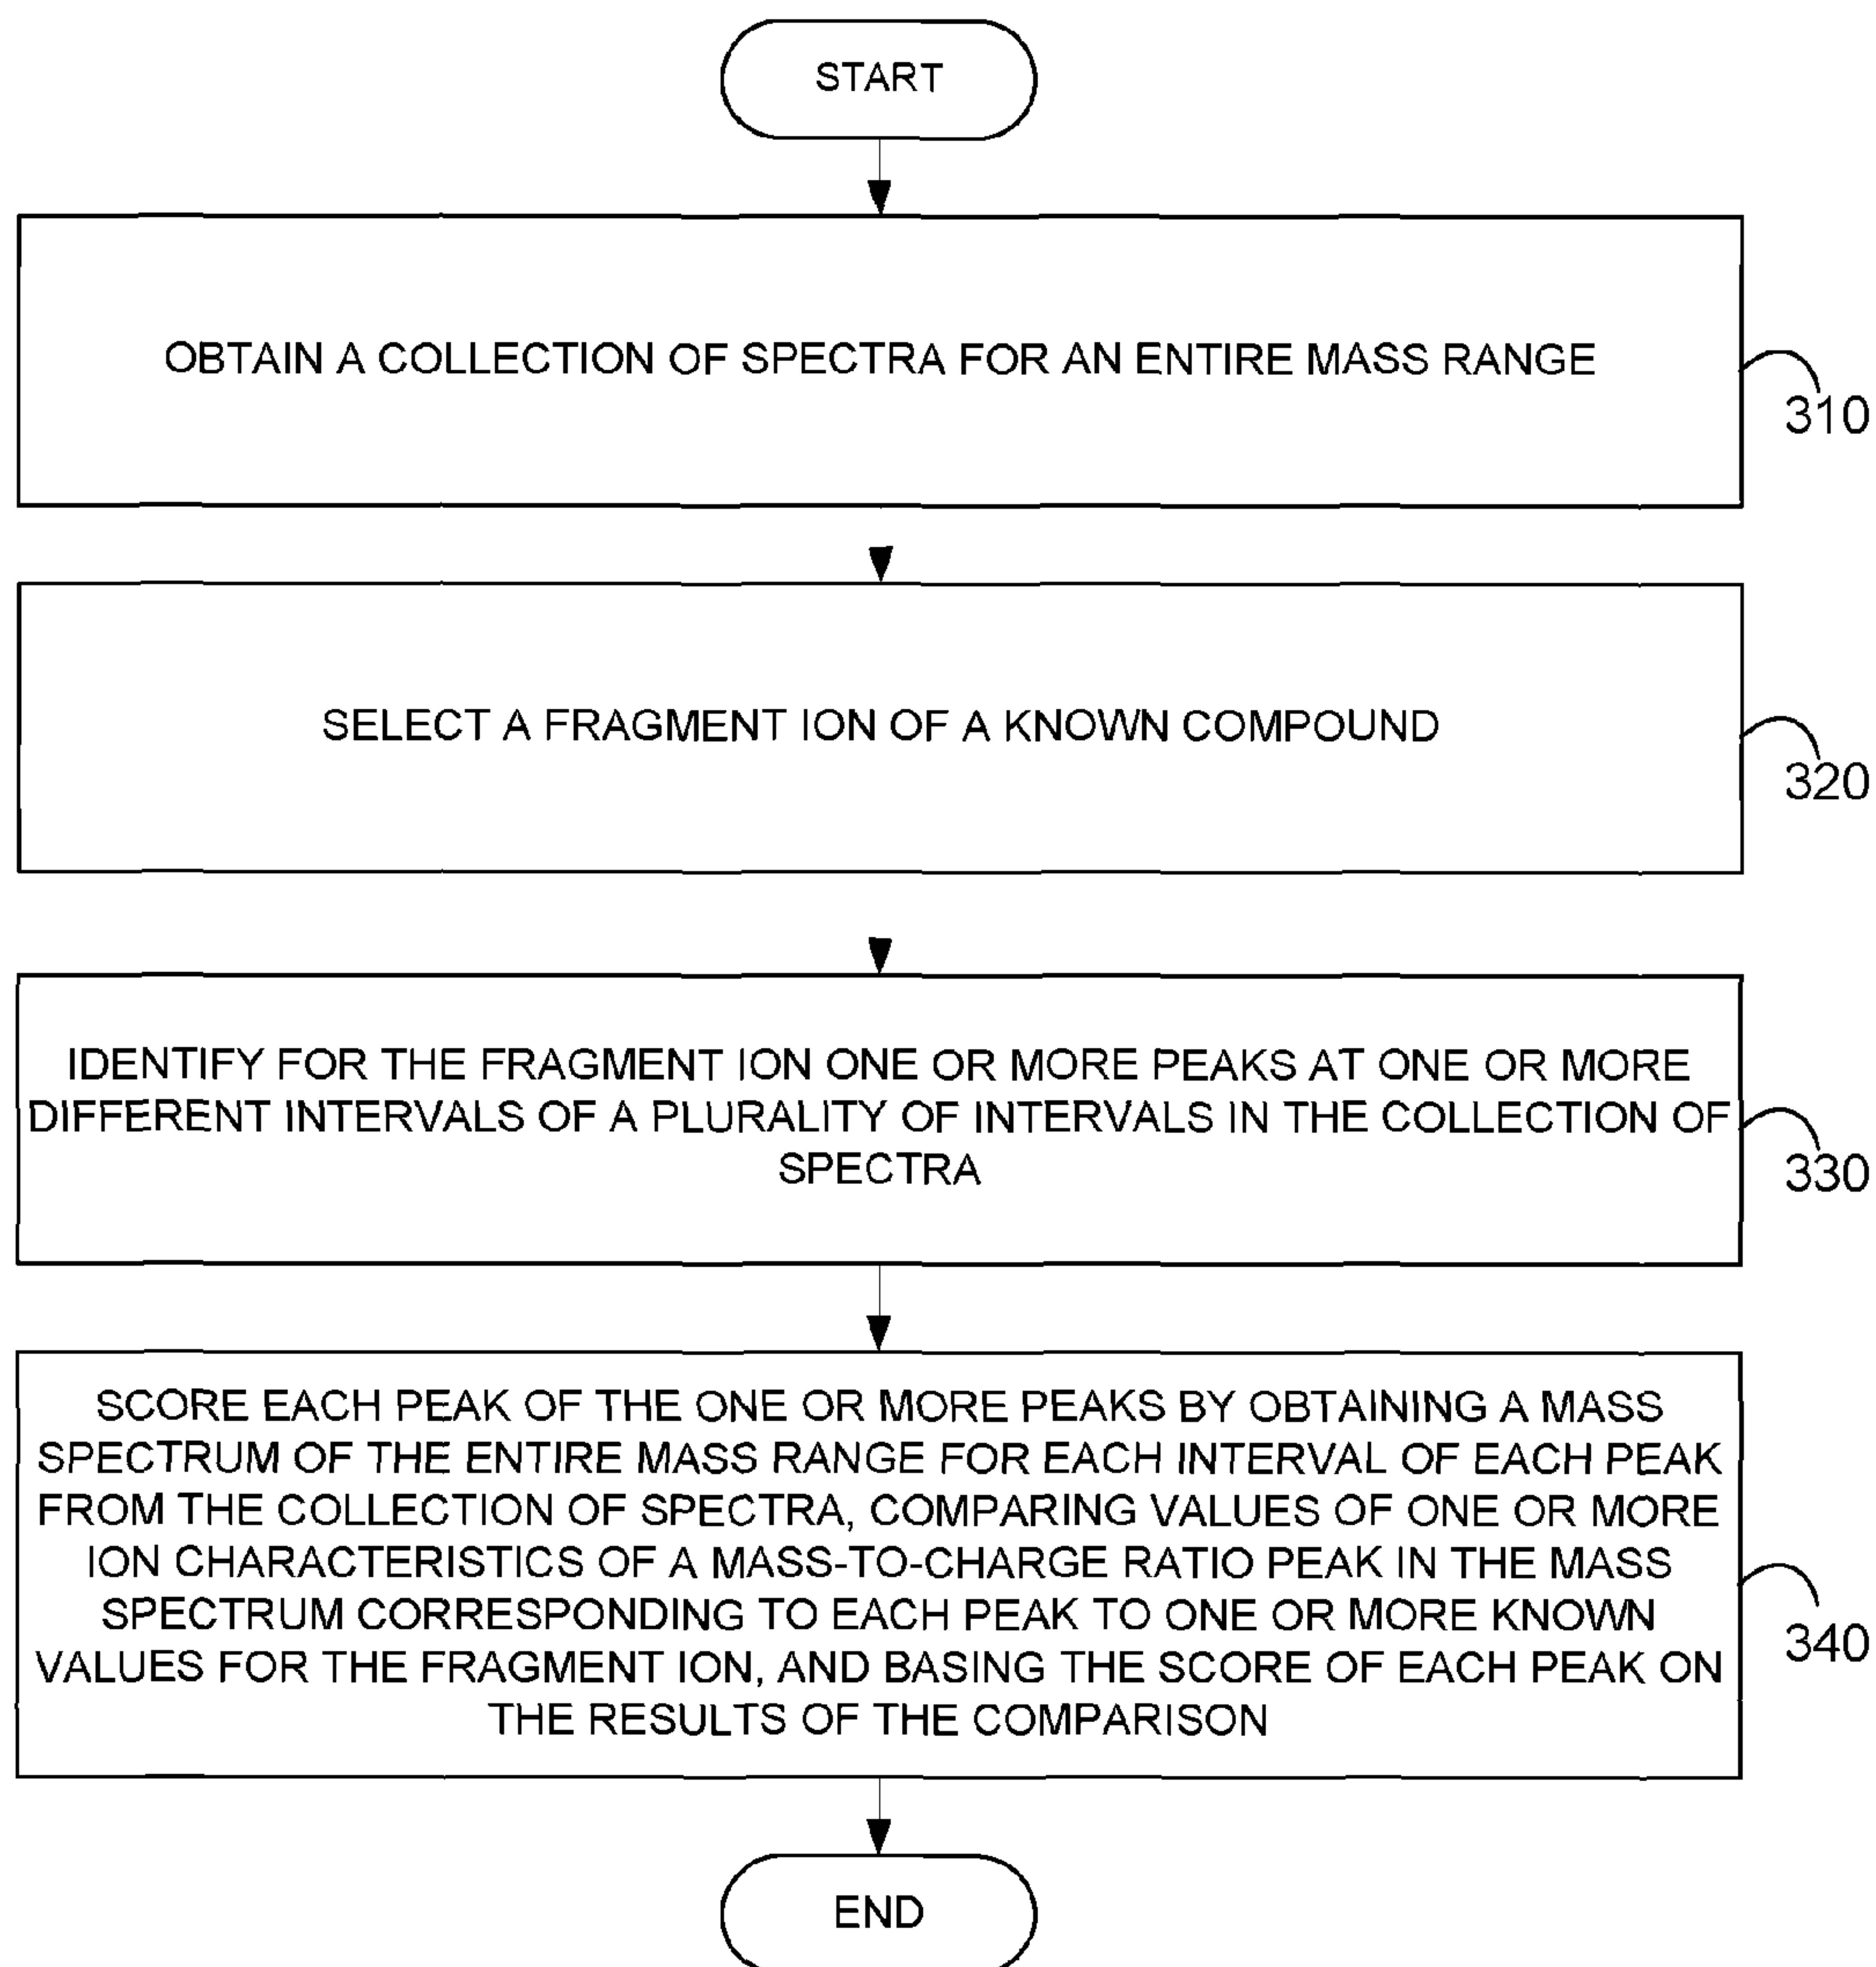 START
OBTAIN A COLLECTION OF SPECTRA FOR AN ENTIRE MASS RANGE
310
SELECT A FRAGMENT ION OF A KNOWN COMPOUND
320
IDENTIFY FOR THE FRAGMENT ION ONE OR MORE PEAKS AT ONE OR MORE
DIFFERENT INTERVALS OF A PLURALITY OF INTERVALS IN THE COLLECTION OF
SPECTRA
330
SCORE EACH PEAK OF THE ONE OR MORE PEAKS BY OBTAINING A MASS
SPECTRUM OF THE ENTIRE MASS RANGE FOR EACH INTERVAL OF EACH PEAK
FROM THE COLLECTION OF SPECTRA, COMPARING VALUES OF ONE OR MORE
ION CHARACTERISTICS OF A MASS-TO-CHARGE RATIO PEAK IN THE MASS
SPECTRUM CORRESPONDING TO EACH PEAK TO ONE OR MORE KNOWN
VALUES FOR THE FRAGMENT ION, AND BASING THE SCORE OF EACH PEAK ON
THE RESULTS OF THE COMPARISON
340
END